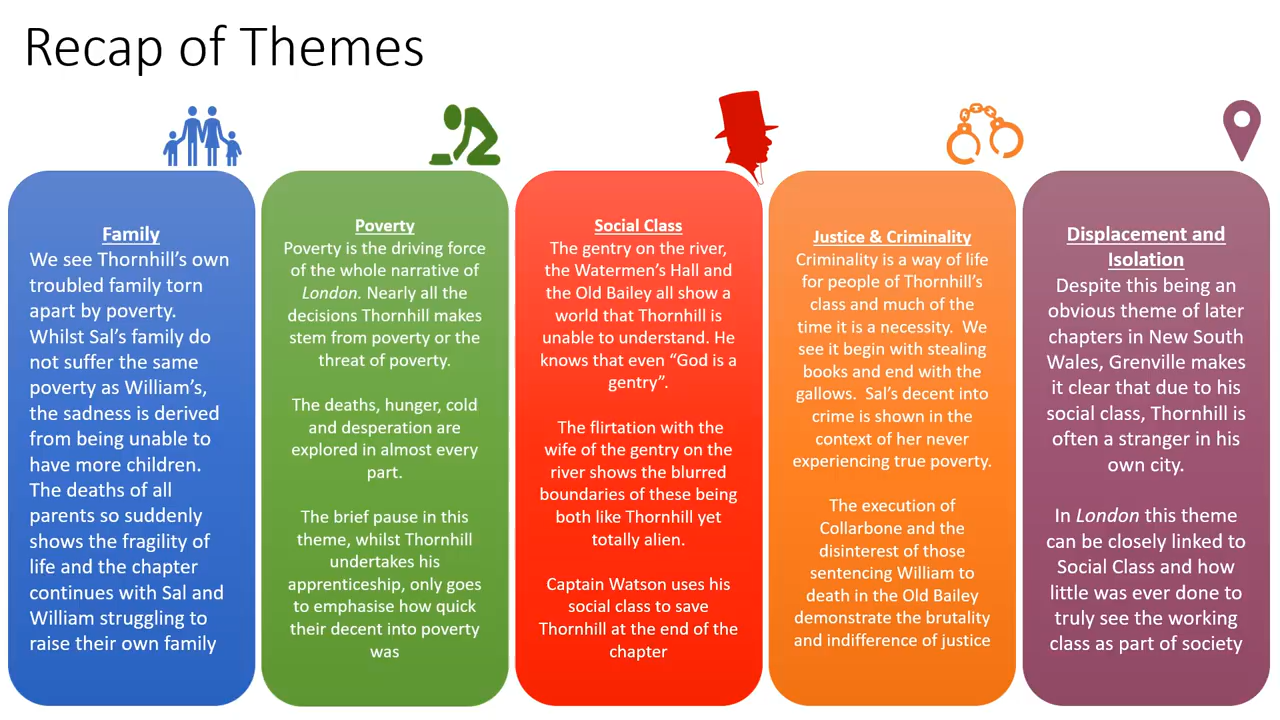 Recap of Themes
Family
We see Thornhill's own
troubled family torn
apart by poverty.
Whilst Sal's family do
not suffer the same
poverty as William's,
the sadness is derived
from being unable to
have more children.
The deaths of all
parents so suddenly
shows the fragility of
life and the chapter
continues with Sal and
William struggling to
raise their own family
Poverty
Poverty is the driving force
of the whole narrative of
London. Nearly all the
decisions Thornhill makes
stem from poverty or the
threat of poverty.
The deaths, hunger, cold
and desperation are
explored in almost every
part.
The brief pause in this
theme, whilst Thornhill
undertakes his
apprenticeship, only goes
to emphasise how quick
their decent into poverty
was
Social Class
The gentry on the river,
the Watermen's Hall and
the Old Bailey all show a
world that Thornhill is
unable to understand. He
knows that even “God is a
gentry”.
The flirtation with the
wife of the gentry on the
river shows the blurred
boundaries of these being
both like Thornhill yet
totally alien.
Captain Watson uses his
social class to save
Thornhill at the end of the
chapter
Justice & Criminality
Criminality is a way of life
for people of Thornhill's
class and much of the
time it is a necessity.  We
see it begin with stealing
books and end with the
gallows.  Sal's decent into
crime is shown in the
context of her never
experiencing true poverty.
The execution of
Collarbone and the
disinterest of those
sentencing William to
death in the Old Bailey
demonstrate the brutality
and indifference of justice
Displacement and
Isolation
Despite this being an
obvious theme of later
chapters in New South
Wales, Grenville makes
it clear that due to his
social class, Thornhill is
often a stranger in his
own city.
In London this theme
can be closely linked to
Social Class and how
little was ever done to
truly see the working
class as part of society